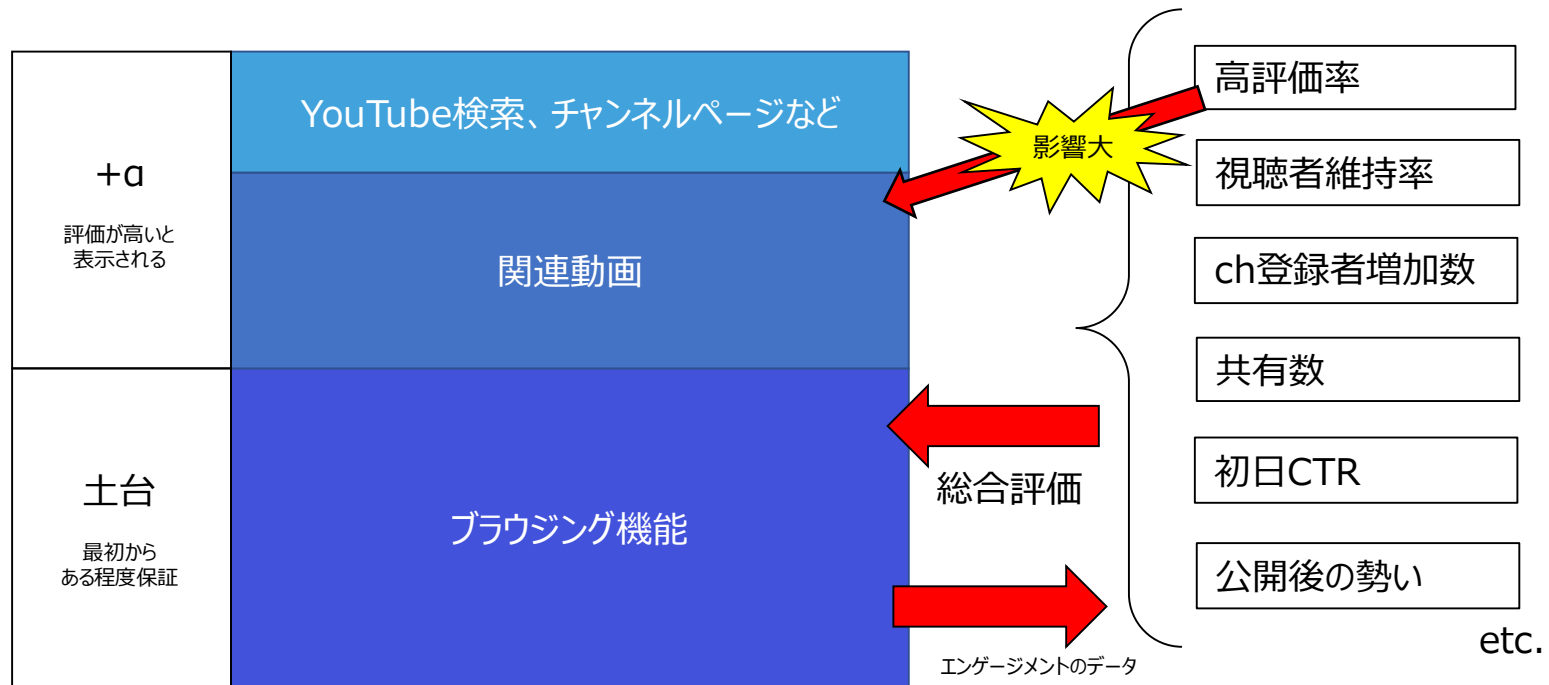 YouTube検索、チャンネルページなど
+α
評価が高いと
表示される
関連動画
土台
最初から
ある程度保証
ブラウジング機能
影響大
総合評価
エンゲージメントのデータ
高評価率
視聴者維持率
ch登録者増加数
共有数
初日CTR
公開後の勢い
etc.